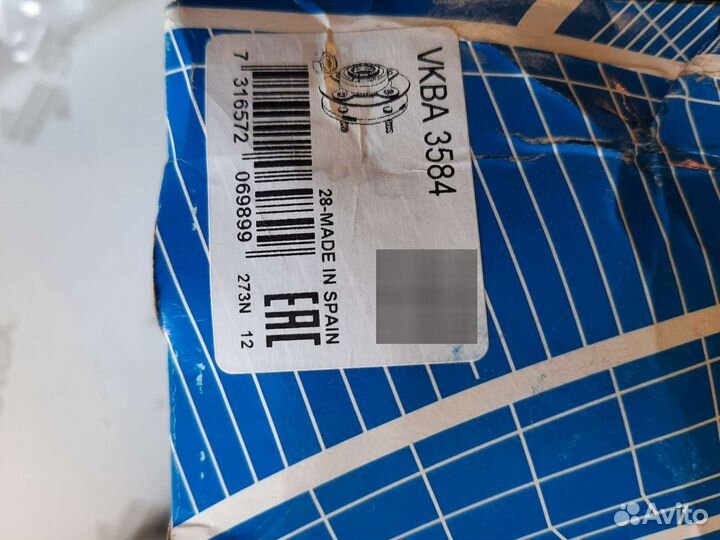 VKBA 3584
28-MADE IN SPAIN
7 316572 069899
EAC
273N 12
Avito